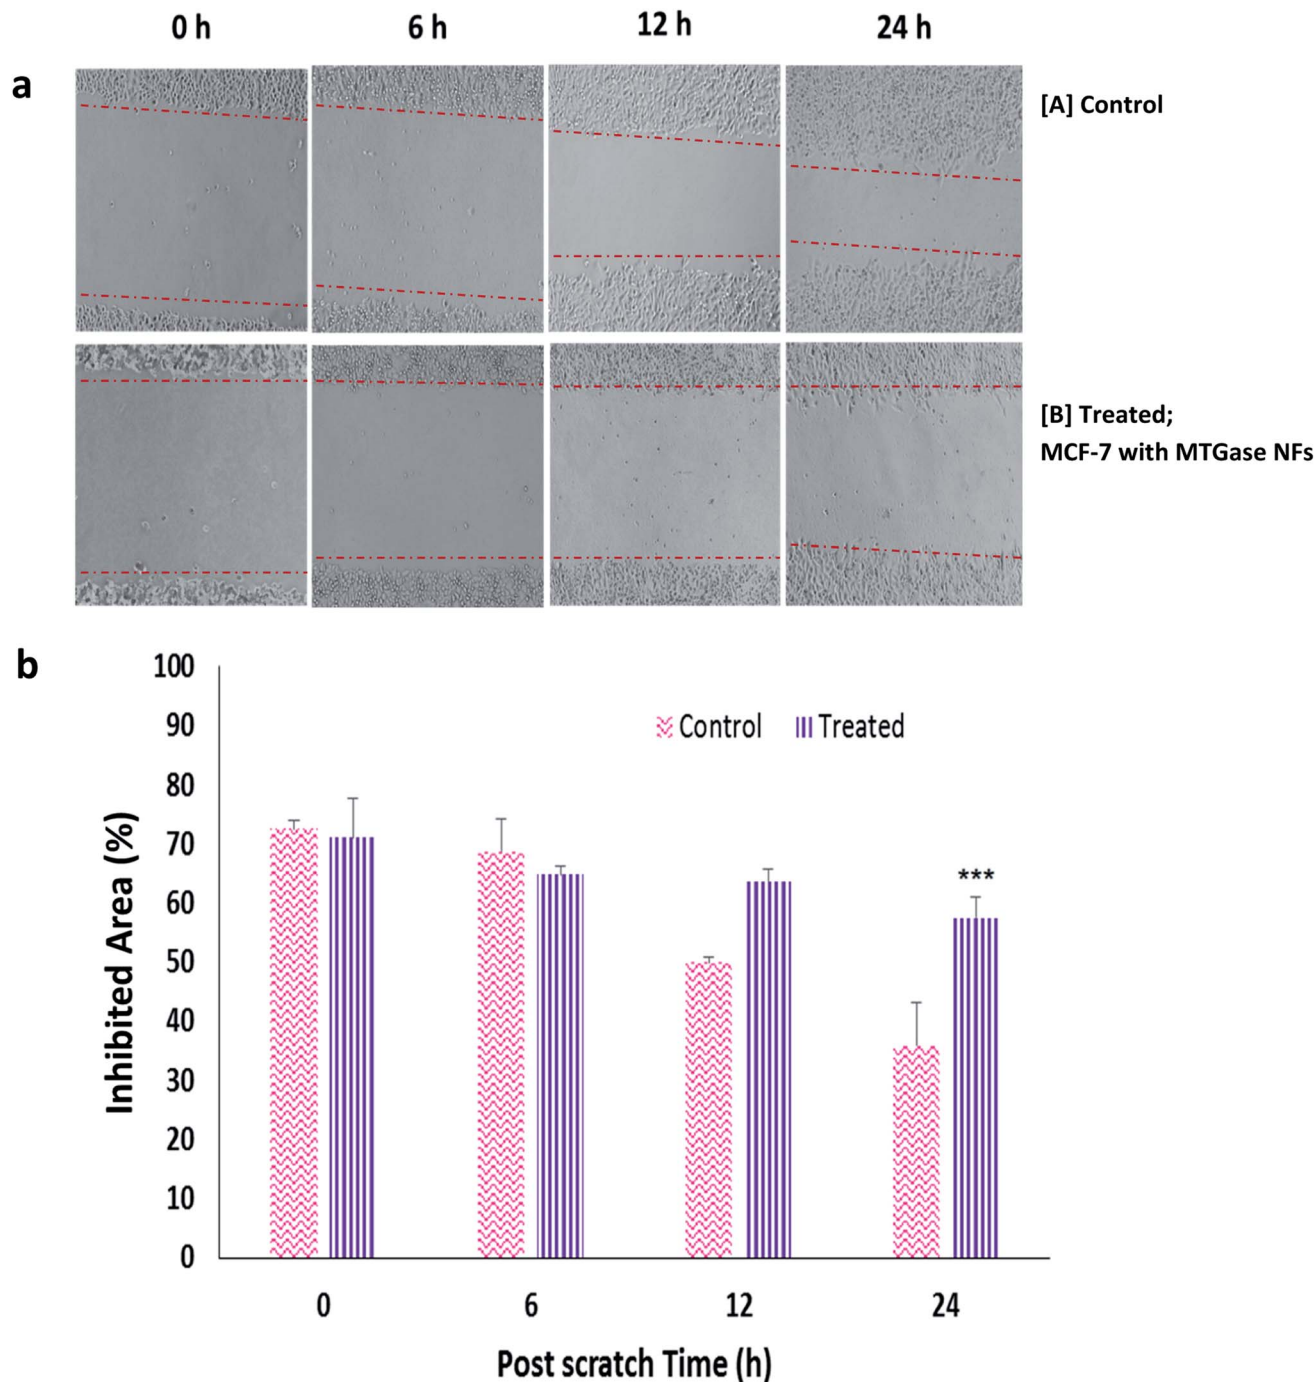 0 h 6 h 12 h 24 h
a
[A] Control
[B] Treated;
MCF-7 with MTGase NFs
b
100
90
80
70
60
50
40
30
20
10
0
Inhibited Area (%)
Control Treated
***
0 6 12 24
Post scratch Time (h)